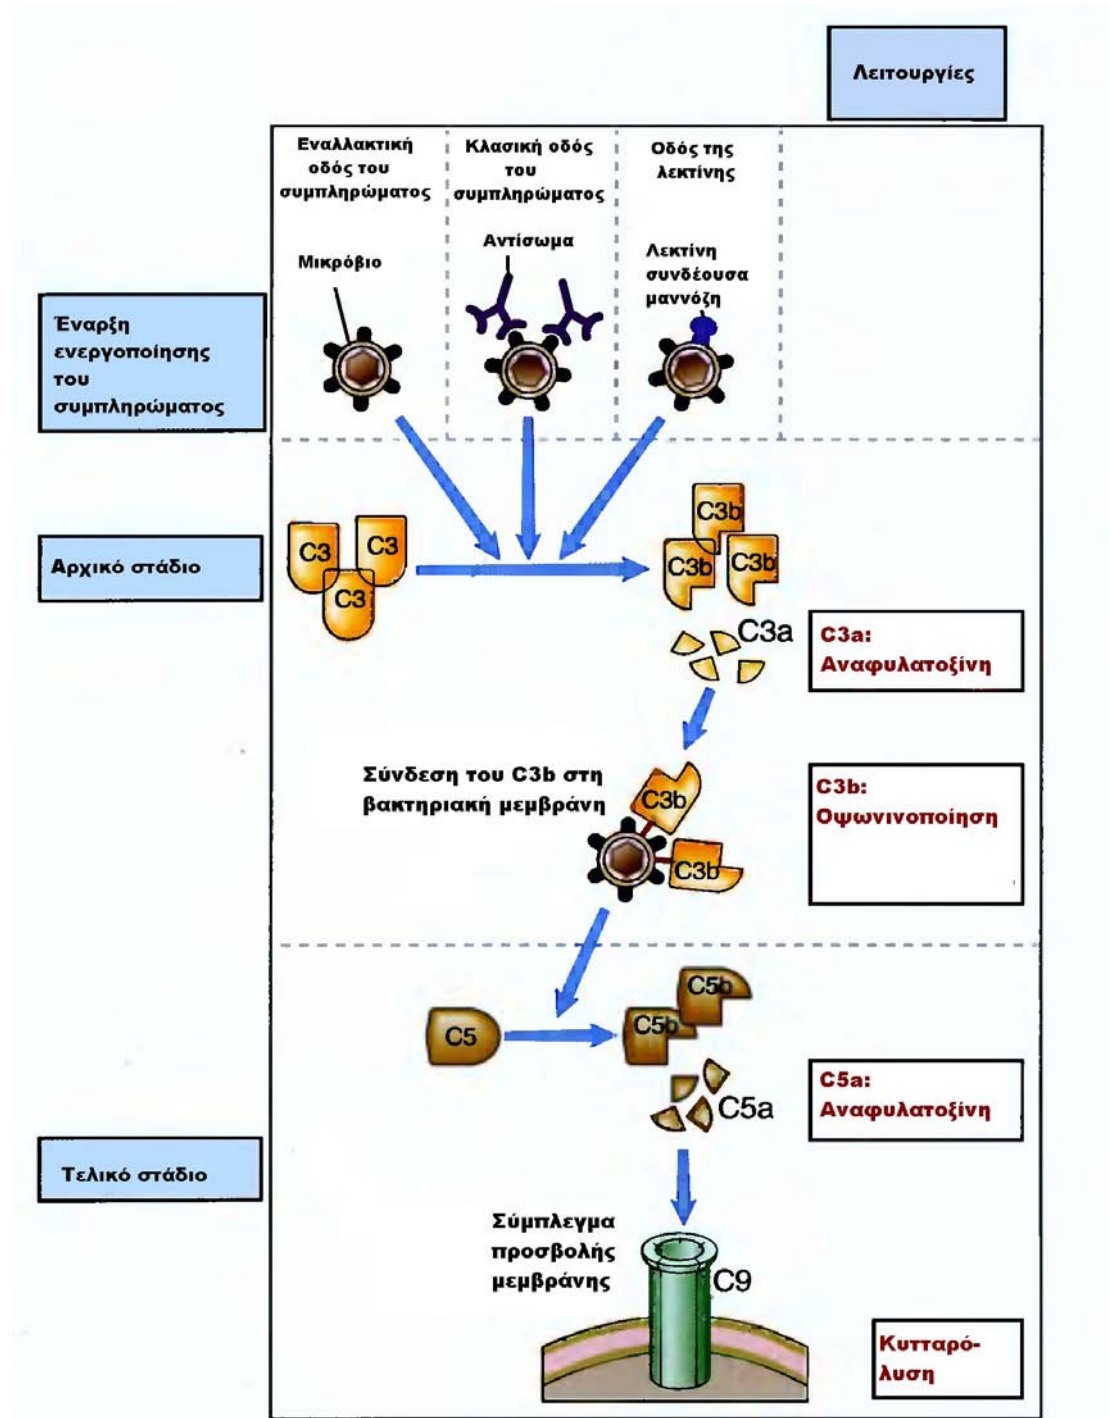 Λειτουργίες
Εναλλακτική
οδός του
συμπληρώματος
Κλασική οδός
του
συμπληρώματος
Οδός της
λεκτίνης
Μικρόβιο
Αντίσωμα
Λεκτίνη
συνδέουσα
μαννόζη
Έναρξη
ενεργοποίησης
του
συμπληρώματος
Αρχικό στάδιο
C3
C3
C3
C3b
C3b
C3b
C3a
C3a:
Αναφυλατοξίνη
Σύνδεση του C3b στη
βακτηριακή μεμβράνη
C3b
C3b
C3b:
Οψωνινοποίηση
C5
C5b
C5b
C5a
C5a:
Αναφυλατοξίνη
Τελικό στάδιο
Σύμπλεγμα
προσβολής
μεμβράνης
C9
Κυτταρό-
λυση